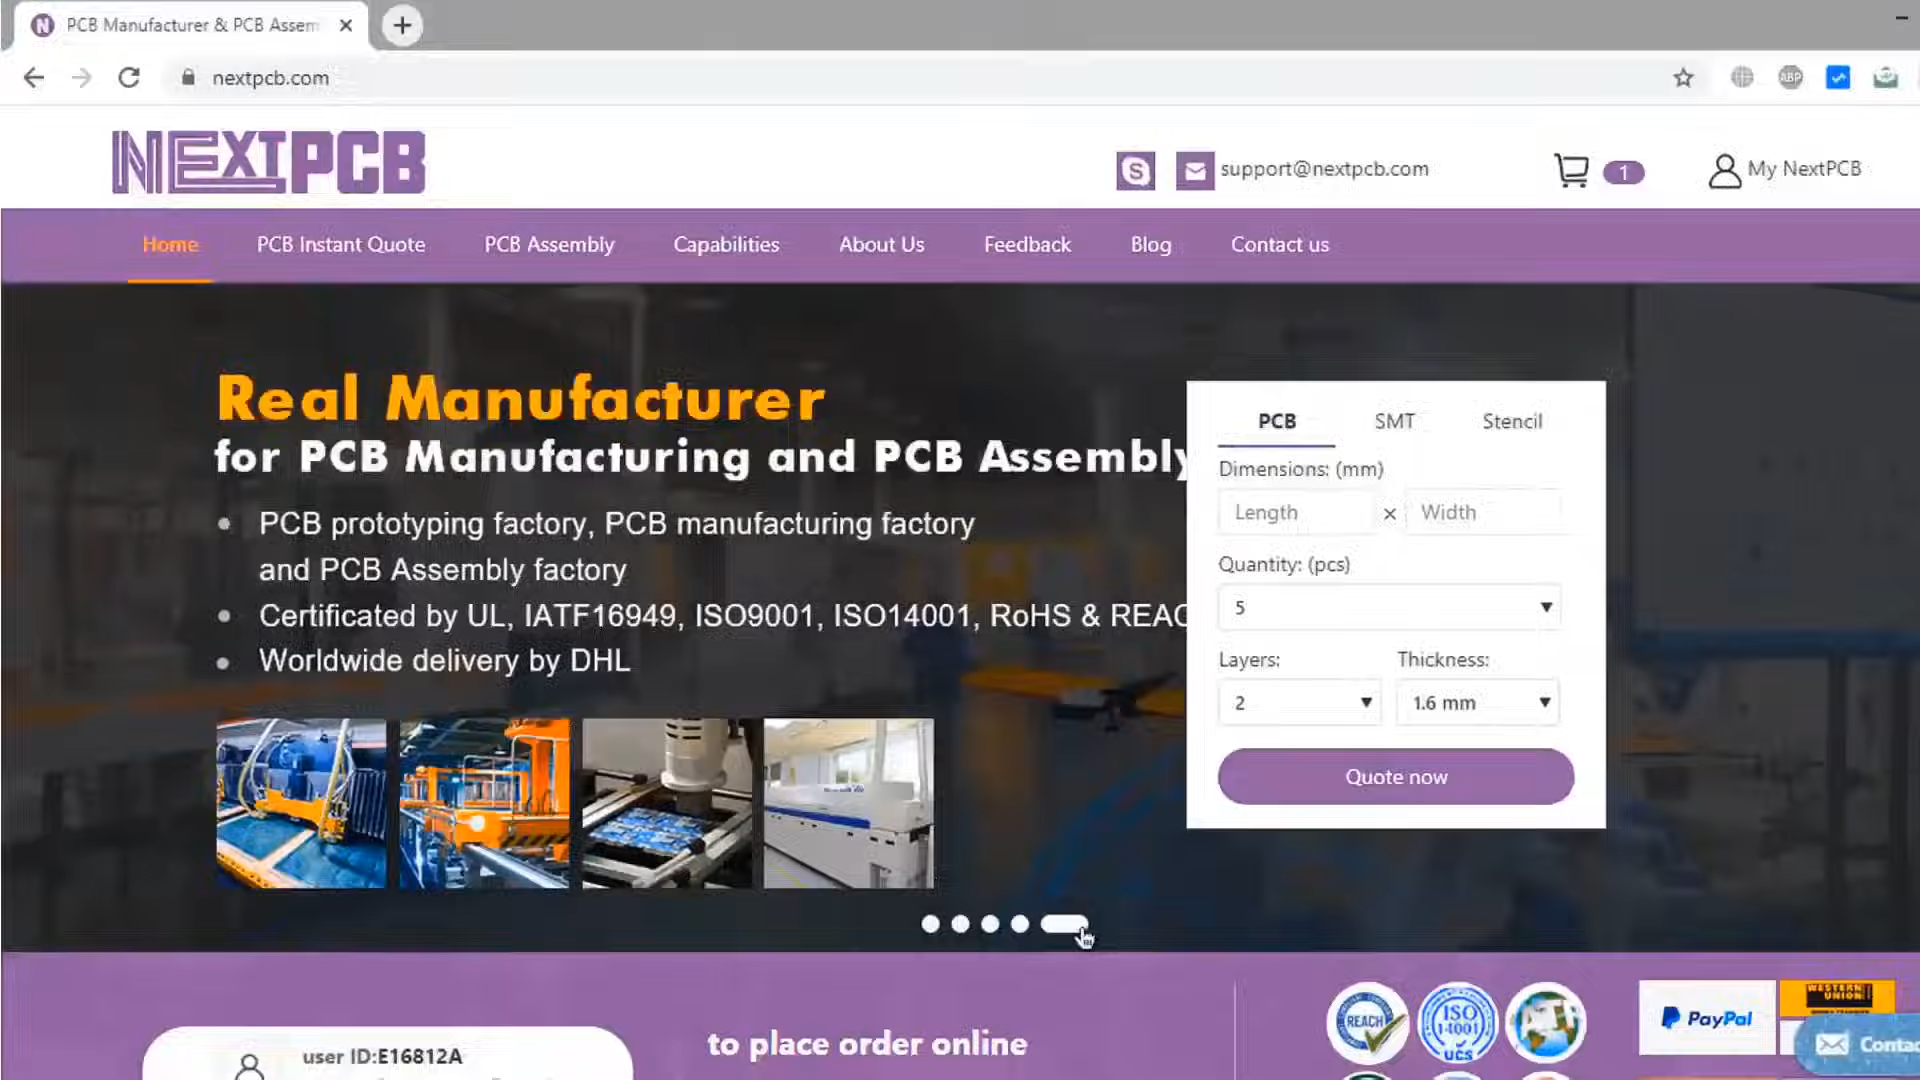 PCB Manufacturer & PCB Assem
nextpcb.com
ABP
NEXTPCB
S
support@nextpcb.com
1
My NextPCB
Home
PCB Instant Quote
PCB Assembly
Capabilities
About Us
Feedback
Blog
Contact us
Real Manufacturer
for PCB Manufacturing and PCB Assembly
PCB prototyping factory, PCB manufacturing factory
and PCB Assembly factory
Certificated by UL, IATF16949, ISO9001, ISO14001, RoHS & REAC
Worldwide delivery by DHL
PCB
SMT
Stencil
Dimensions: (mm)
Length
×
Width
Quantity: (pcs)
5
Layers:
Thickness:
2
1.6 mm
Quote now
to place order online
user ID:E16812A
REACH
ISO
14001
UCS
IATF
PayPal
WESTERN
UNION
Contac